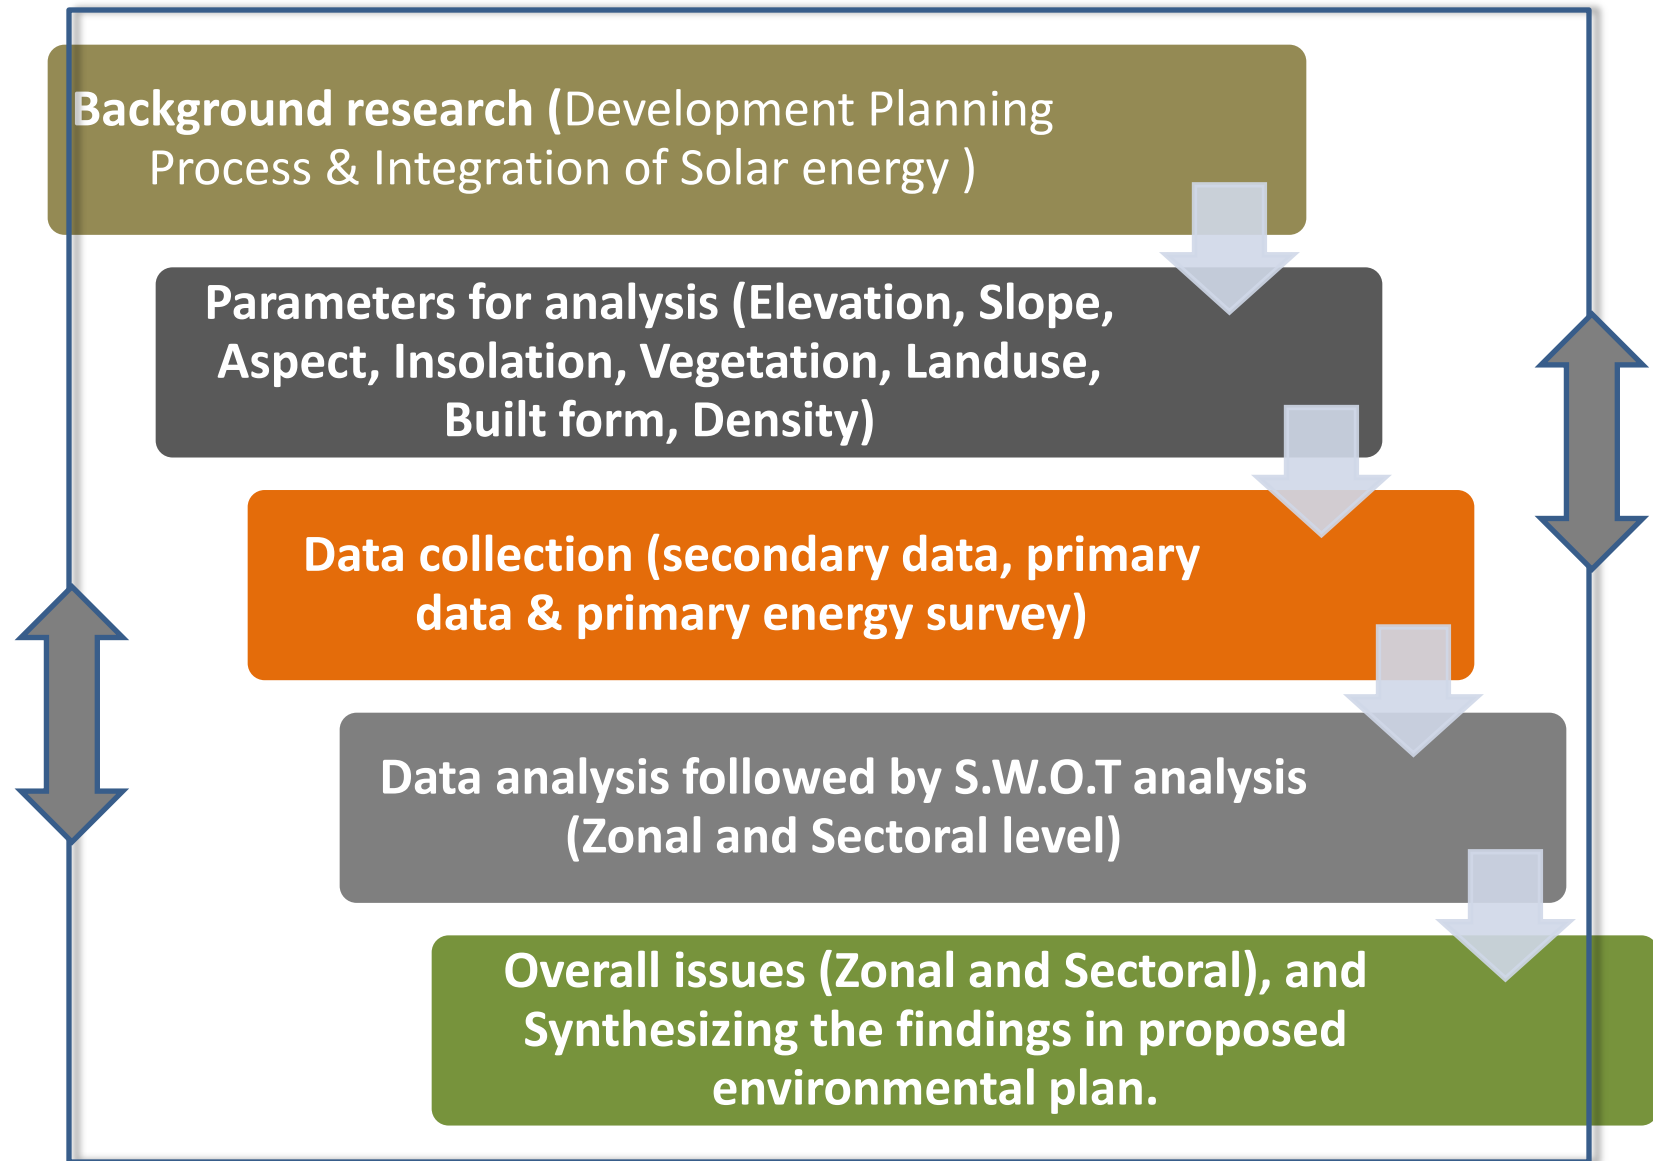 Background research (Development Planning
Process & Integration of Solar energy )
Parameters for analysis (Elevation, Slope,
Aspect, Insolation, Vegetation, Landuse,
Built form, Density)
Data collection (secondary data, primary
data & primary energy survey)
Data analysis followed by S.W.O.T analysis
(Zonal and Sectoral level)
Overall issues (Zonal and Sectoral), and
Synthesizing the findings in proposed
environmental plan.